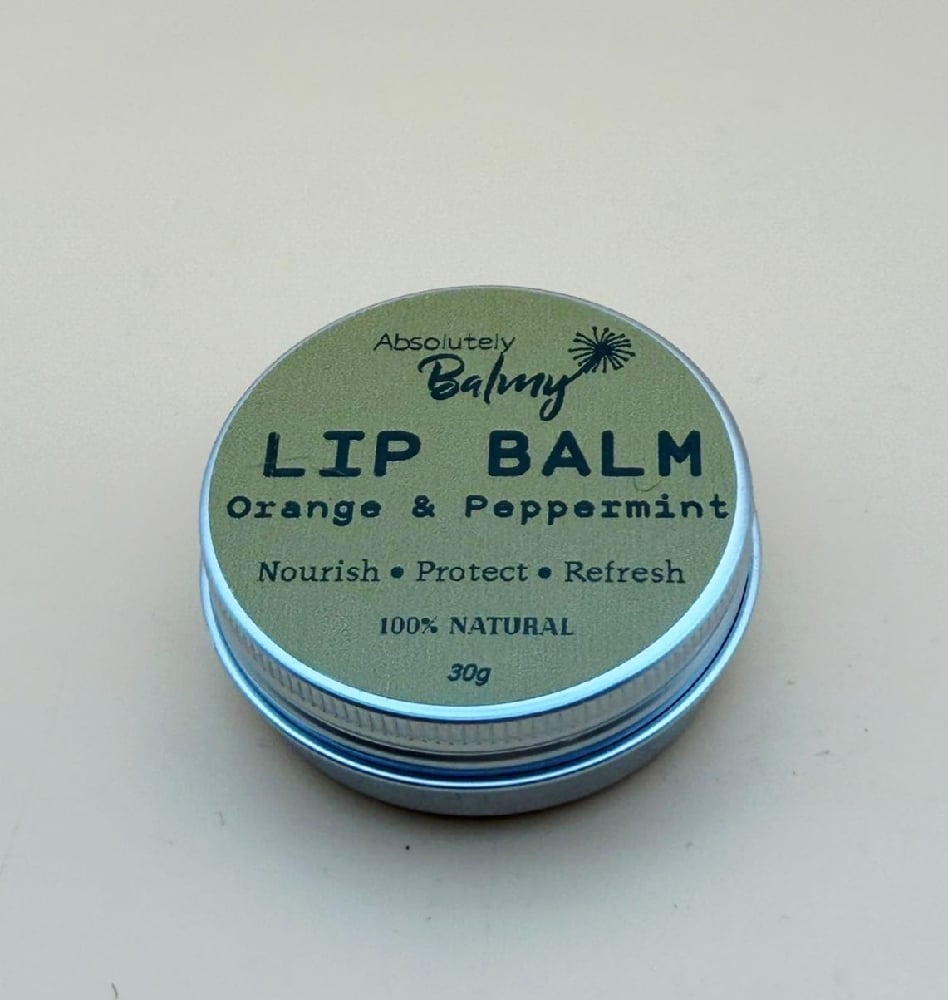 Absolutely
Balmy
LIP BALM
Orange & Peppermint
Nourish • Protect • Refresh
100% NATURAL
30g